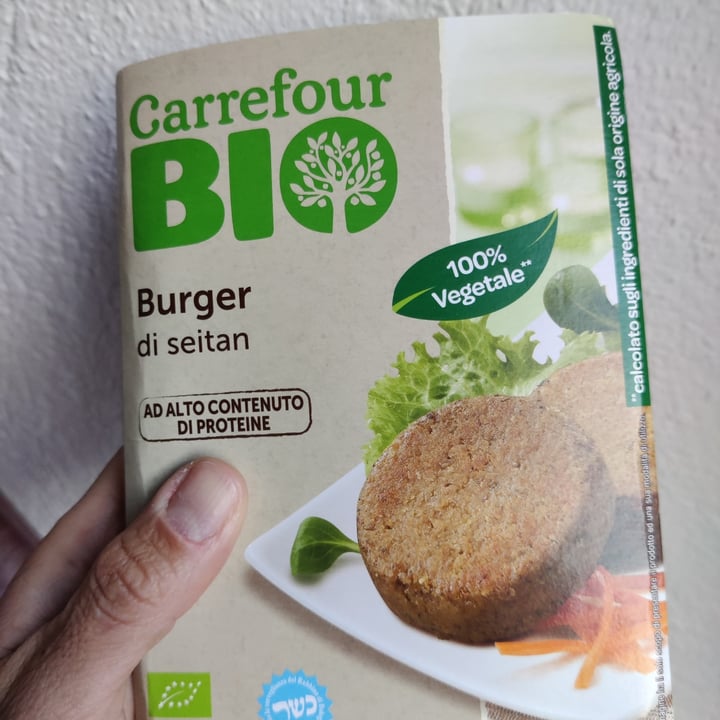 Carrefour
BIO
Burger
di seitan
AD ALTO CONTENUTO
DI PROTEINE
100%
Vegetale**
**calcolato sugli ingredienti di sola origine agricola.
כשר